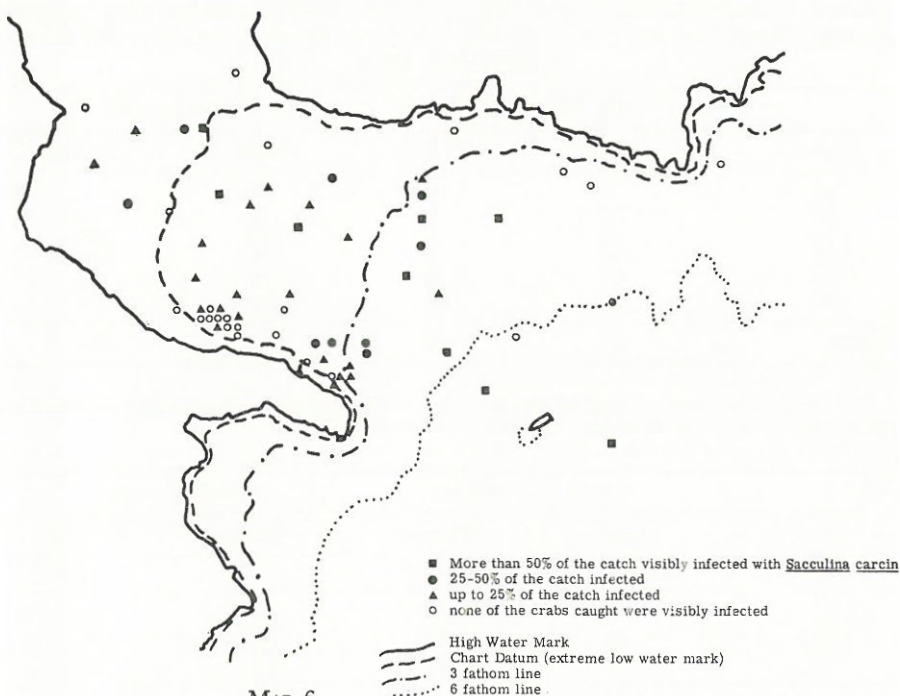 ■ More than 50% of the catch visibly infected with Sacculina carcin
● 25-50% of the catch infected
▲ up to 25% of the catch infected
○ none of the crabs caught were visibly infected
High Water Mark
Chart Datum (extreme low water mark)
3 fathom line
6 fathom line